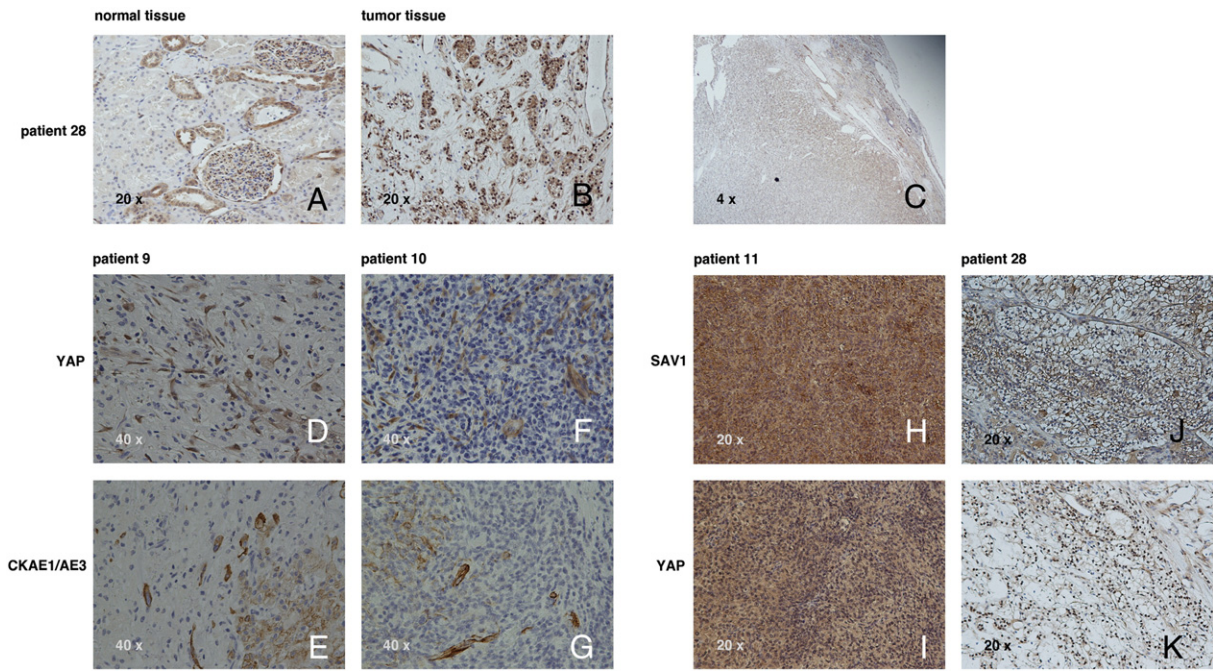 normal tissue
tumor tissue
patient 28
20 x
A
20 x
B
4 x
C
patient 9
patient 10
patient 11
patient 28
YAP
40 x
D
40 x
F
SAV1
20 x
H
20 x
J
CKAE1/AE3
40 x
E
40 x
G
YAP
20 x
I
20 x
K